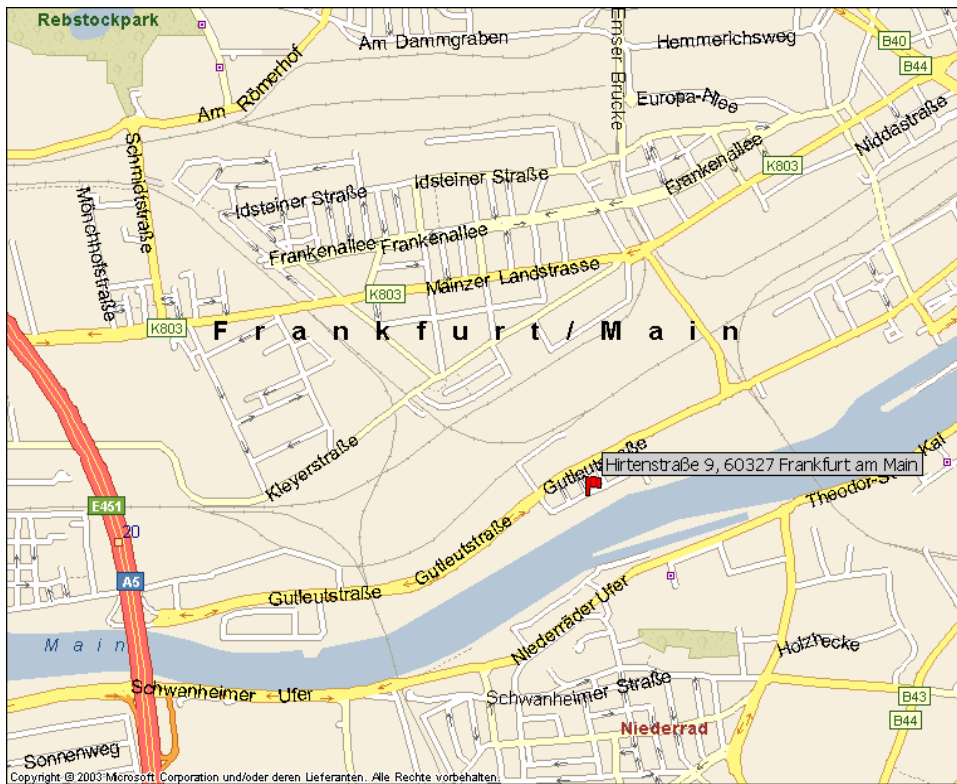 Rebstockpark
Am Dammgraben
Hemmerichsweg
Emser Brücke
B40
B44
Am Römerhof
Europa-Allee
Niddastraße
Schmidtstraße
Mönchhofstraße
Idsteiner Straße
Idsteiner Straße
Frankenallee
K803
Frankenallee
Frankenallee
Mainzer Landstrasse
K803
K803
Frankfurt/Main
Kleyerstraße
Gutleutstraße
Hirtenstraße 9, 60327 Frankfurt am Main
E451
20
A5
Gutleutstraße
Gutleutstraße
Main
Niederräder Ufer
Holzhecke
Schwanheimer Ufer
Schwanheimer Straße
B43
B44
Niederrad
Sonnenweg
Copyright © 2003 Microsoft Corporation und/oder deren Lieferanten. Alle Rechte vorbehalten.